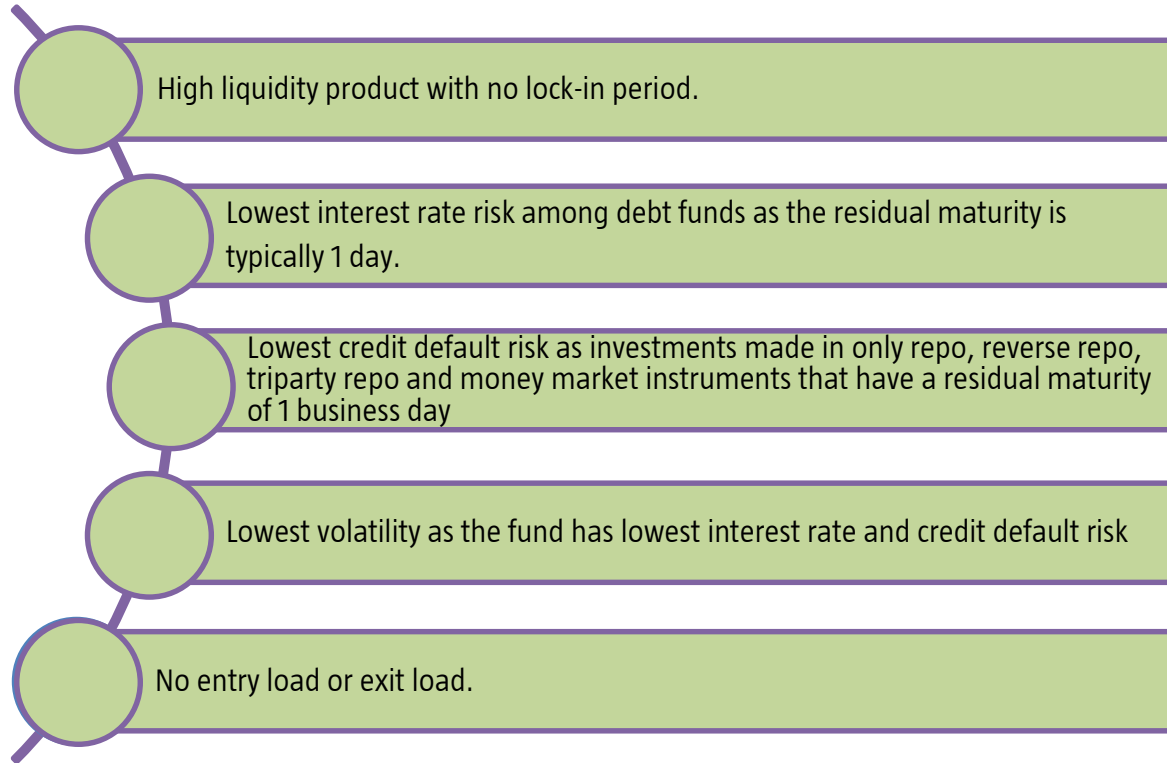 High liquidity product with no lock-in period.
Lowest interest rate risk among debt funds as the residual maturity is
typically 1 day.
Lowest credit default risk as investments made in only repo, reverse repo,
triparty repo and money market instruments that have a residual maturity
of 1 business day
Lowest volatility as the fund has lowest interest rate and credit default risk
No entry load or exit load.